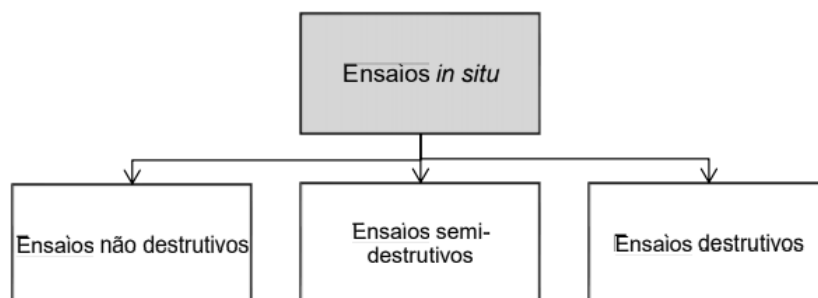 Ensaios in situ
Ensaios não destrutivos
Ensaios semi-
destrutivos
Ensaios destrutivos